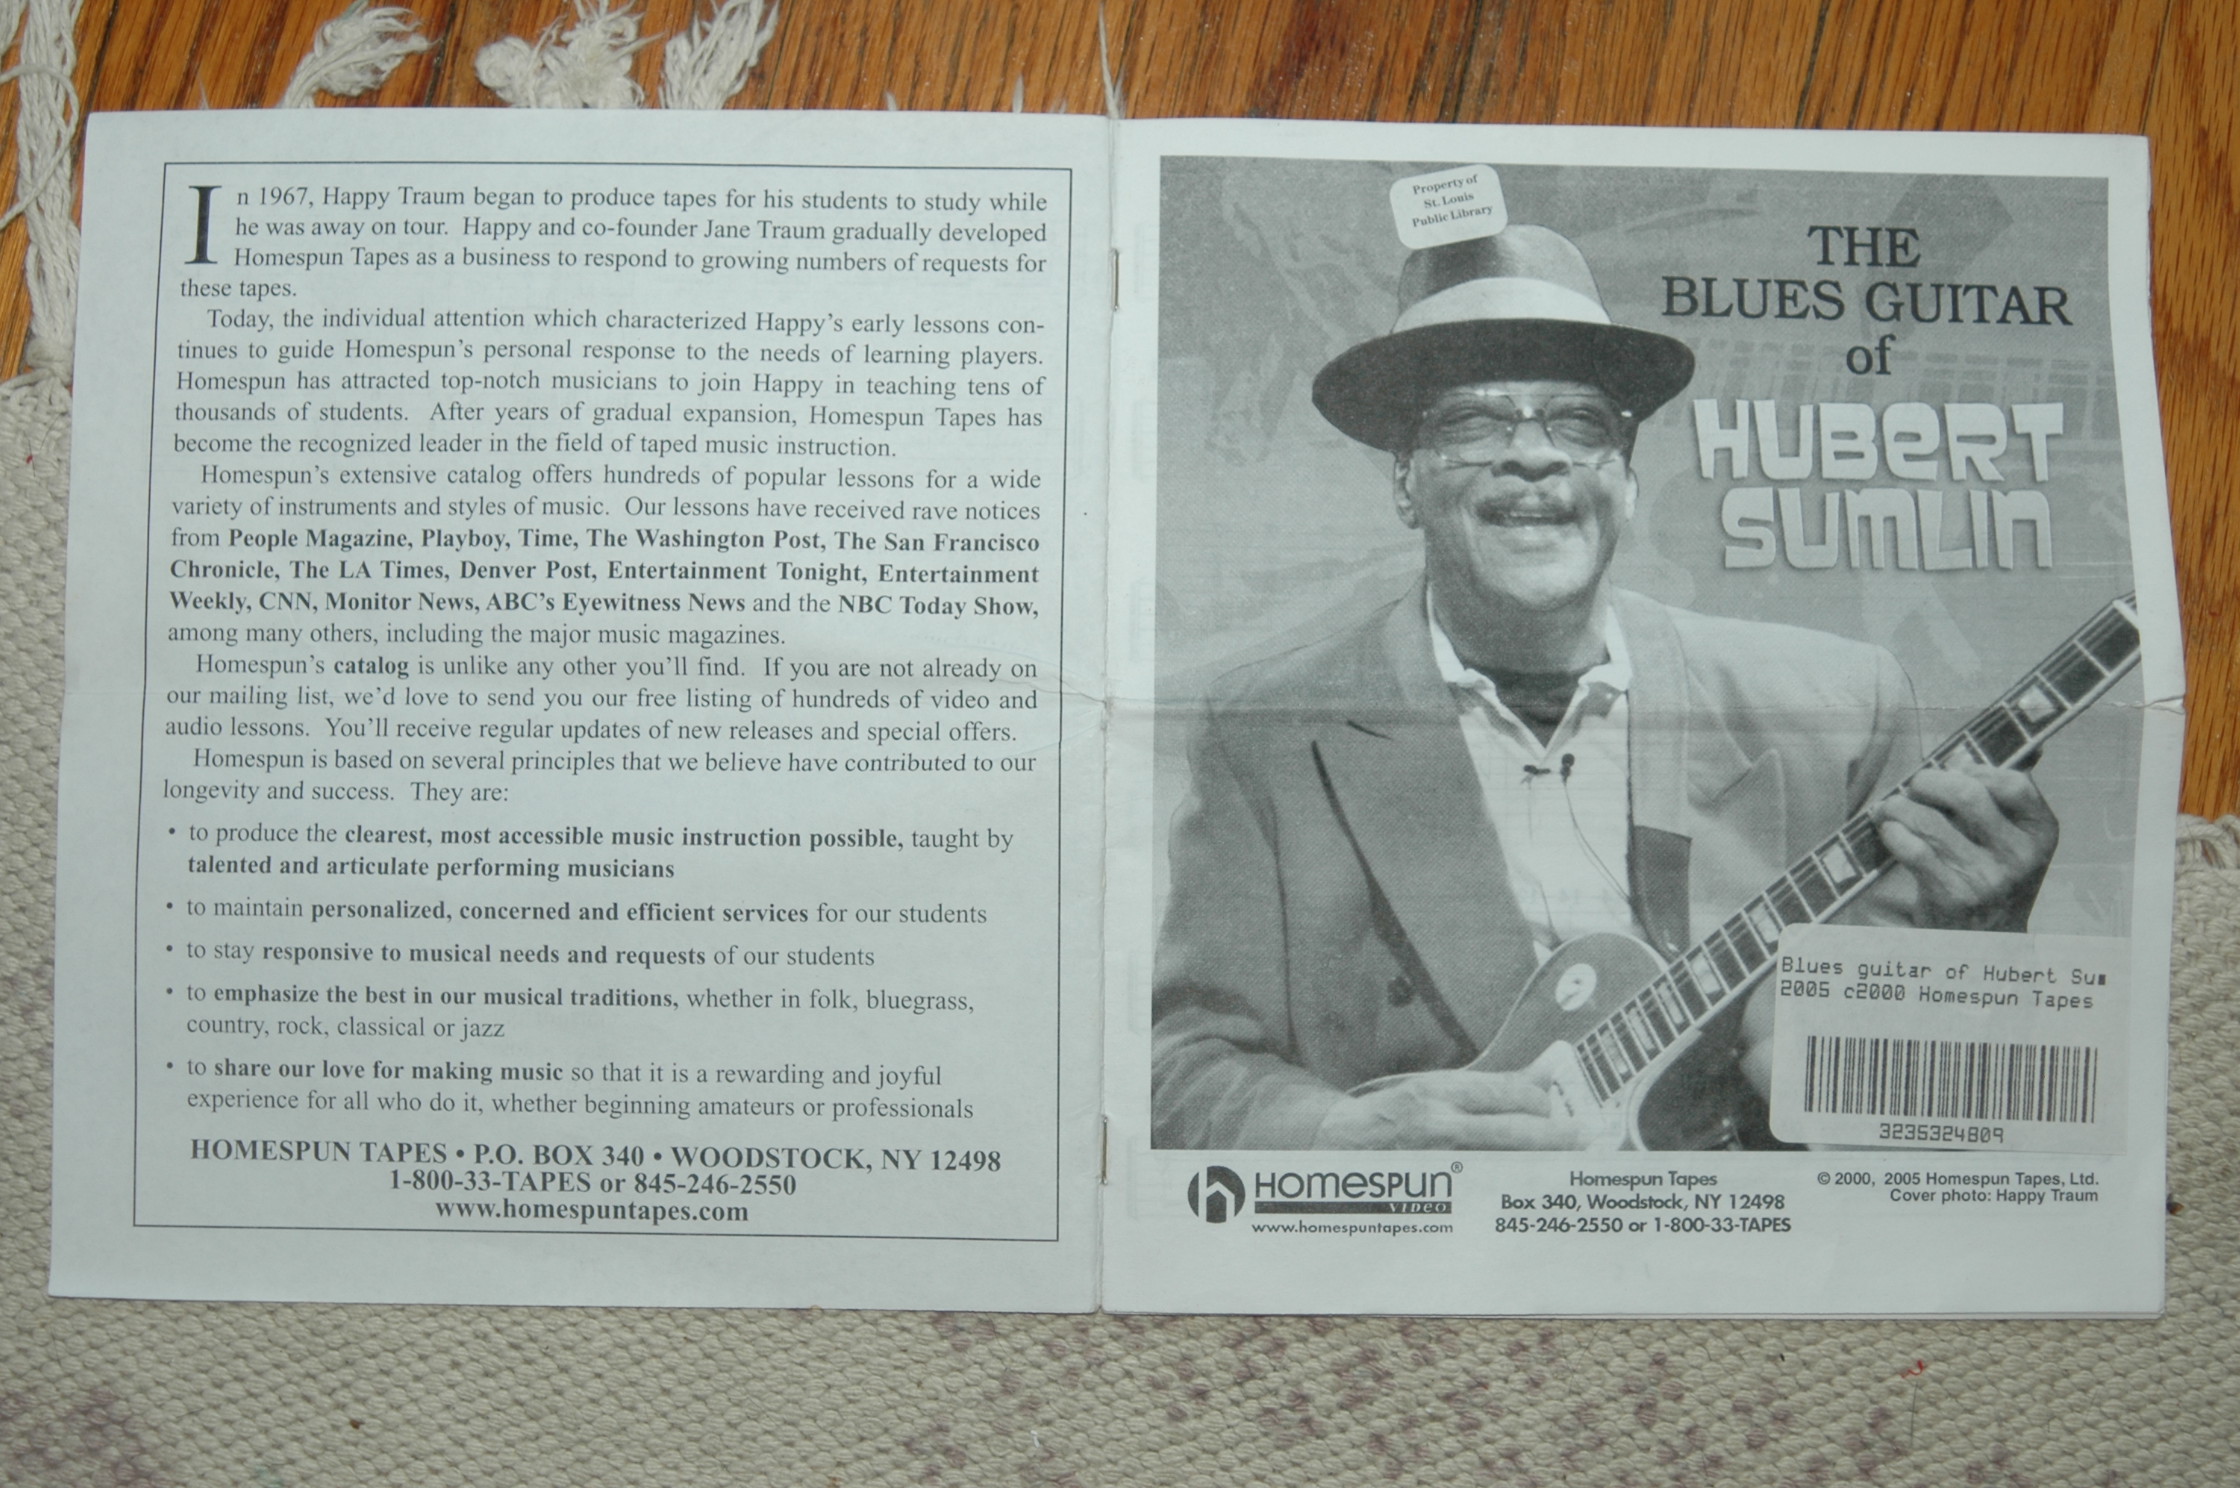 In 1967, Happy Traum began to produce tapes for his students to study while
he was away on tour. Happy and co-founder Jane Traum gradually developed
Homespun Tapes as a business to respond to growing numbers of requests for
these tapes.
Today, the individual attention which characterized Happy's early lessons con-
tinues to guide Homespun's personal response to the needs of learning players.
Homespun has attracted top-notch musicians to join Happy in teaching tens of
thousands of students. After years of gradual expansion, Homespun Tapes has
become the recognized leader in the field of taped music instruction.
Homespun's extensive catalog offers hundreds of popular lessons for a wide
variety of instruments and styles of music. Our lessons have received rave notices
from People Magazine, Playboy, Time, The Washington Post, The San Francisco
Chronicle, The LA Times, Denver Post, Entertainment Tonight, Entertainment
Weekly, CNN, Monitor News, ABC's Eyewitness News and the NBC Today Show,
among many others, including the major music magazines.
Homespun's catalog is unlike any other you'll find. If you are not already on
our mailing list, we'd love to send you our free listing of hundreds of video and
audio lessons. You'll receive regular updates of new releases and special offers.
Homespun is based on several principles that we believe have contributed to our
longevity and success. They are:
• to produce the clearest, most accessible music instruction possible, taught by
talented and articulate performing musicians
• to maintain personalized, concerned and efficient services for our students
• to stay responsive to musical needs and requests of our students
• to emphasize the best in our musical traditions, whether in folk, bluegrass,
country, rock, classical or jazz
• to share our love for making music so that it is a rewarding and joyful
experience for all who do it, whether beginning amateurs or professionals
HOMESPUN TAPES • P.O. BOX 340 • WOODSTOCK, NY 12498
1-800-33-TAPES or 845-246-2550
www.homespuntapes.com
Property of
St. Louis
Public Library
THE
BLUES GUITAR
of
HUBERT
SUMLIN
Blues guitar of Hubert Sum
2005 c2000 Homespun Tapes
3235324809
HOMESPUN®
VIDEO
www.homespuntapes.com
Homespun Tapes
Box 340, Woodstock, NY 12498
845-246-2550 or 1-800-33-TAPES
© 2000, 2005 Homespun Tapes, Ltd.
Cover photo: Happy Traum